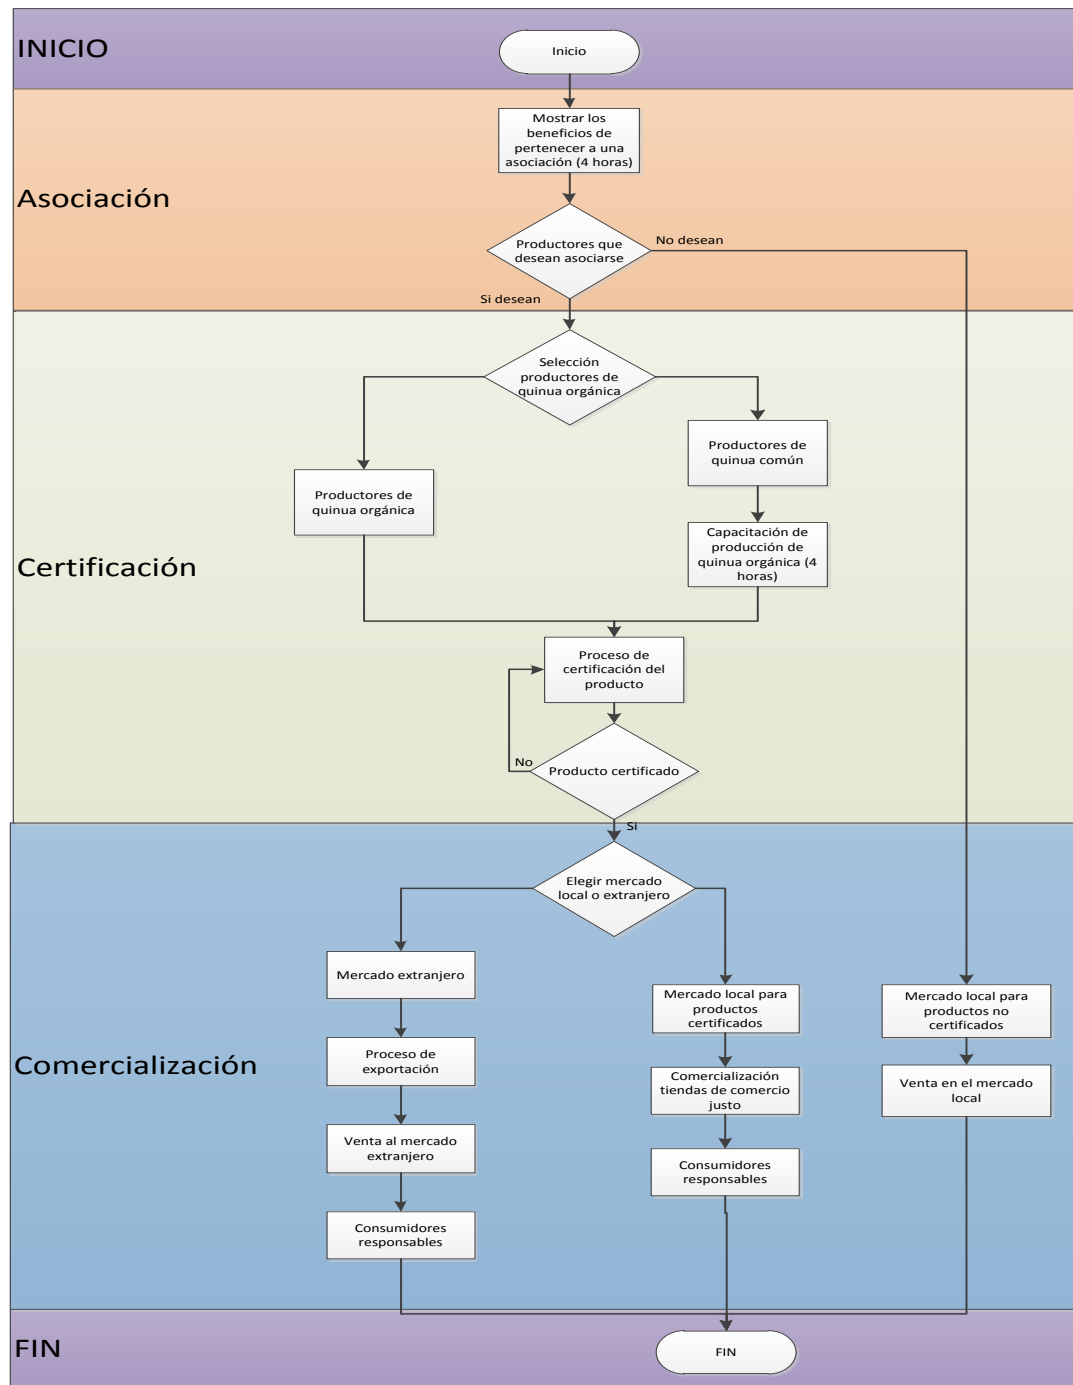 INICIO
Inicio
Asociación
Mostrar los
beneficios de
pertenecer a una
asociación (4 horas)
Productores que
desean asociarse
No desean
Si desean
Certificación
Selección
productores de
quinua orgánica
Productores de
quinua orgánica
Productores de
quinua común
Capacitación de
producción de
quinua orgánica (4
horas)
Proceso de
certificación del
producto
No
Producto certificado
Si
Comercialización
Elegir mercado
local o extranjero
Mercado extranjero
Proceso de
exportación
Venta al mercado
extranjero
Consumidores
responsables
Mercado local para
productos
certificados
Comercialización
tiendas de comercio
justo
Consumidores
responsables
Mercado local para
productos no
certificados
Venta en el mercado
local
FIN
FIN